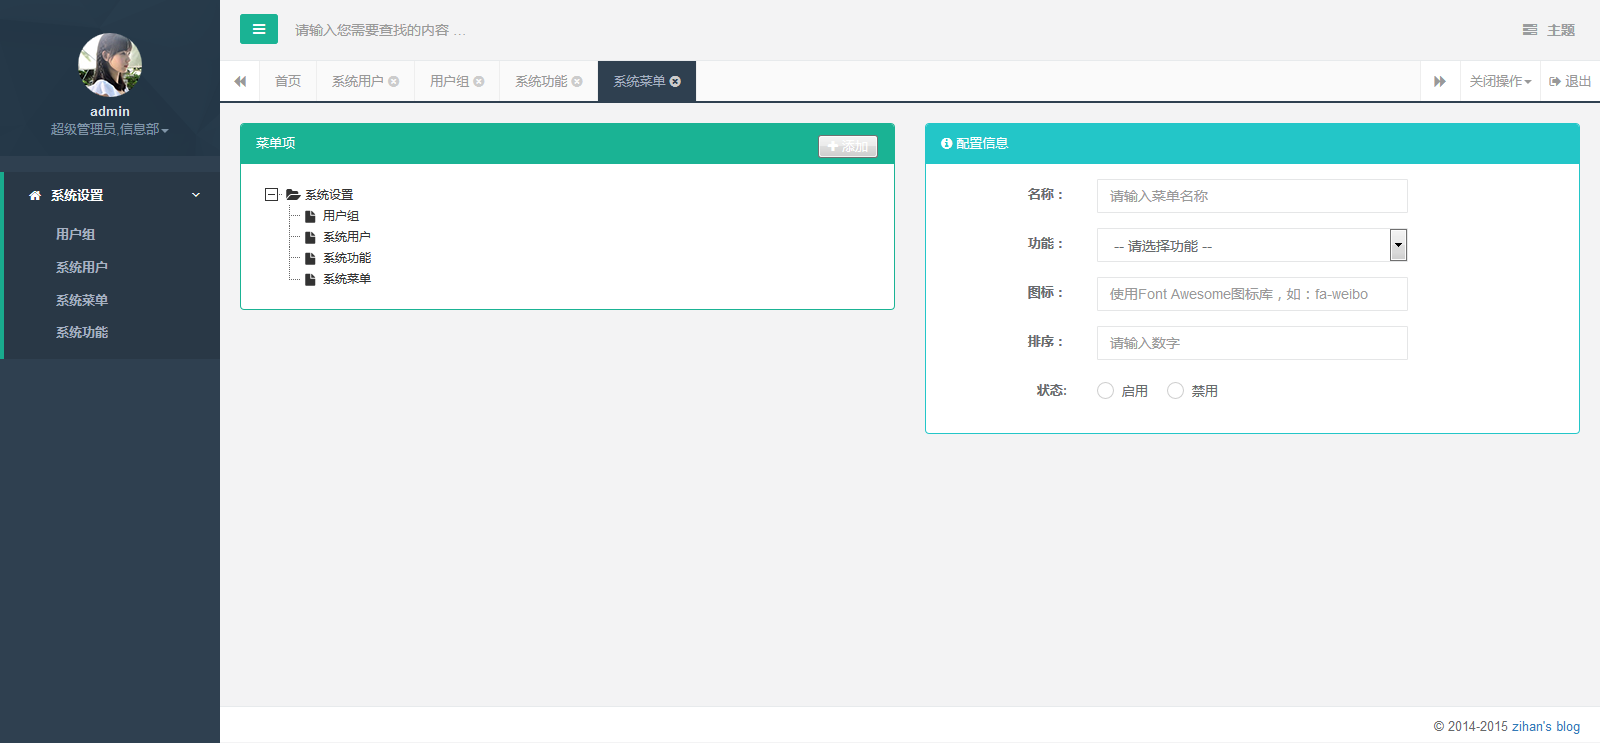 admin
超级管理员,信息部
系统设置
用户组
系统用户
系统菜单
系统功能
请输入您需要查找的内容 …
主题
首页
系统用户
用户组
系统功能
系统菜单
关闭操作
退出
菜单项
添加
系统设置
用户组
系统用户
系统功能
系统菜单
配置信息
名称：
请输入菜单名称
功能：
-- 请选择功能 --
图标：
使用Font Awesome图标库，如：fa-weibo
排序：
请输入数字
状态:
启用
禁用
© 2014-2015 zihan's blog